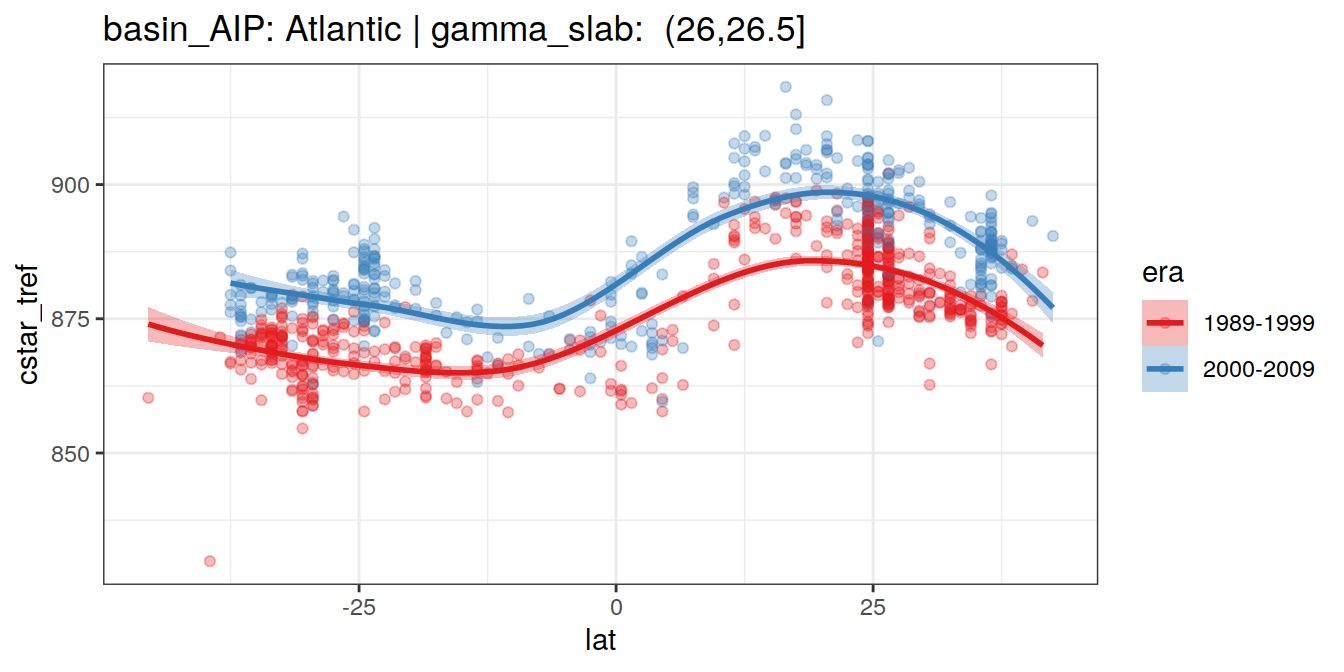 basin_AIP: Atlantic | gamma_slab:  (26,26.5]
900
875
850
cstar_tref
-25
0
25
lat
era
1989-1999
2000-2009